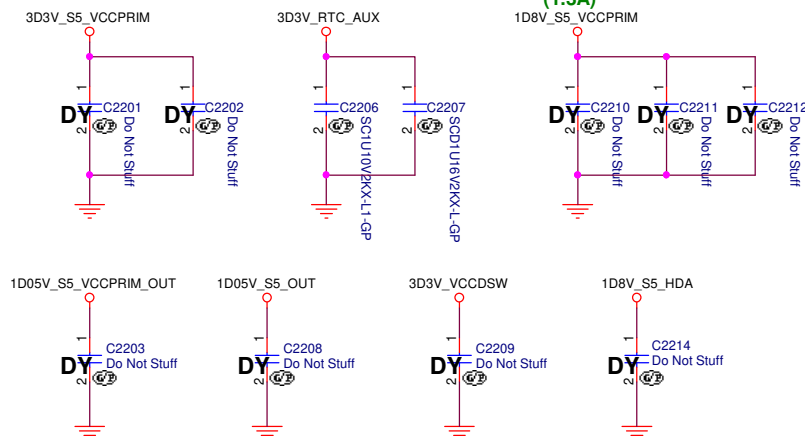 (1.3A)
3D3V_S5_VCCPRIM
3D3V_RTC_AUX
1D8V_S5_VCCPRIM
1
DY
C2201
G/P
2
Do Not Stuff
1
DY
C2202
G/P
2
Do Not Stuff
1
C2206
G/P
2
SC1U10V2KX-L1-GP
1
C2207
G/P
2
SCD1U16V2KX-L-GP
1
DY
C2210
G/P
2
Do Not Stuff
1
DY
C2211
G/P
2
Do Not Stuff
1
DY
C2212
G/P
2
Do Not Stuff
1D05V_S5_VCCPRIM_OUT
1D05V_S5_OUT
3D3V_VCCDSW
1D8V_S5_HDA
1
C2203
DY
Do Not Stuff
2
G/P
1
C2208
DY
Do Not Stuff
2
G/P
1
C2209
DY
Do Not Stuff
2
G/P
1
C2214
DY
Do Not Stuff
2
G/P